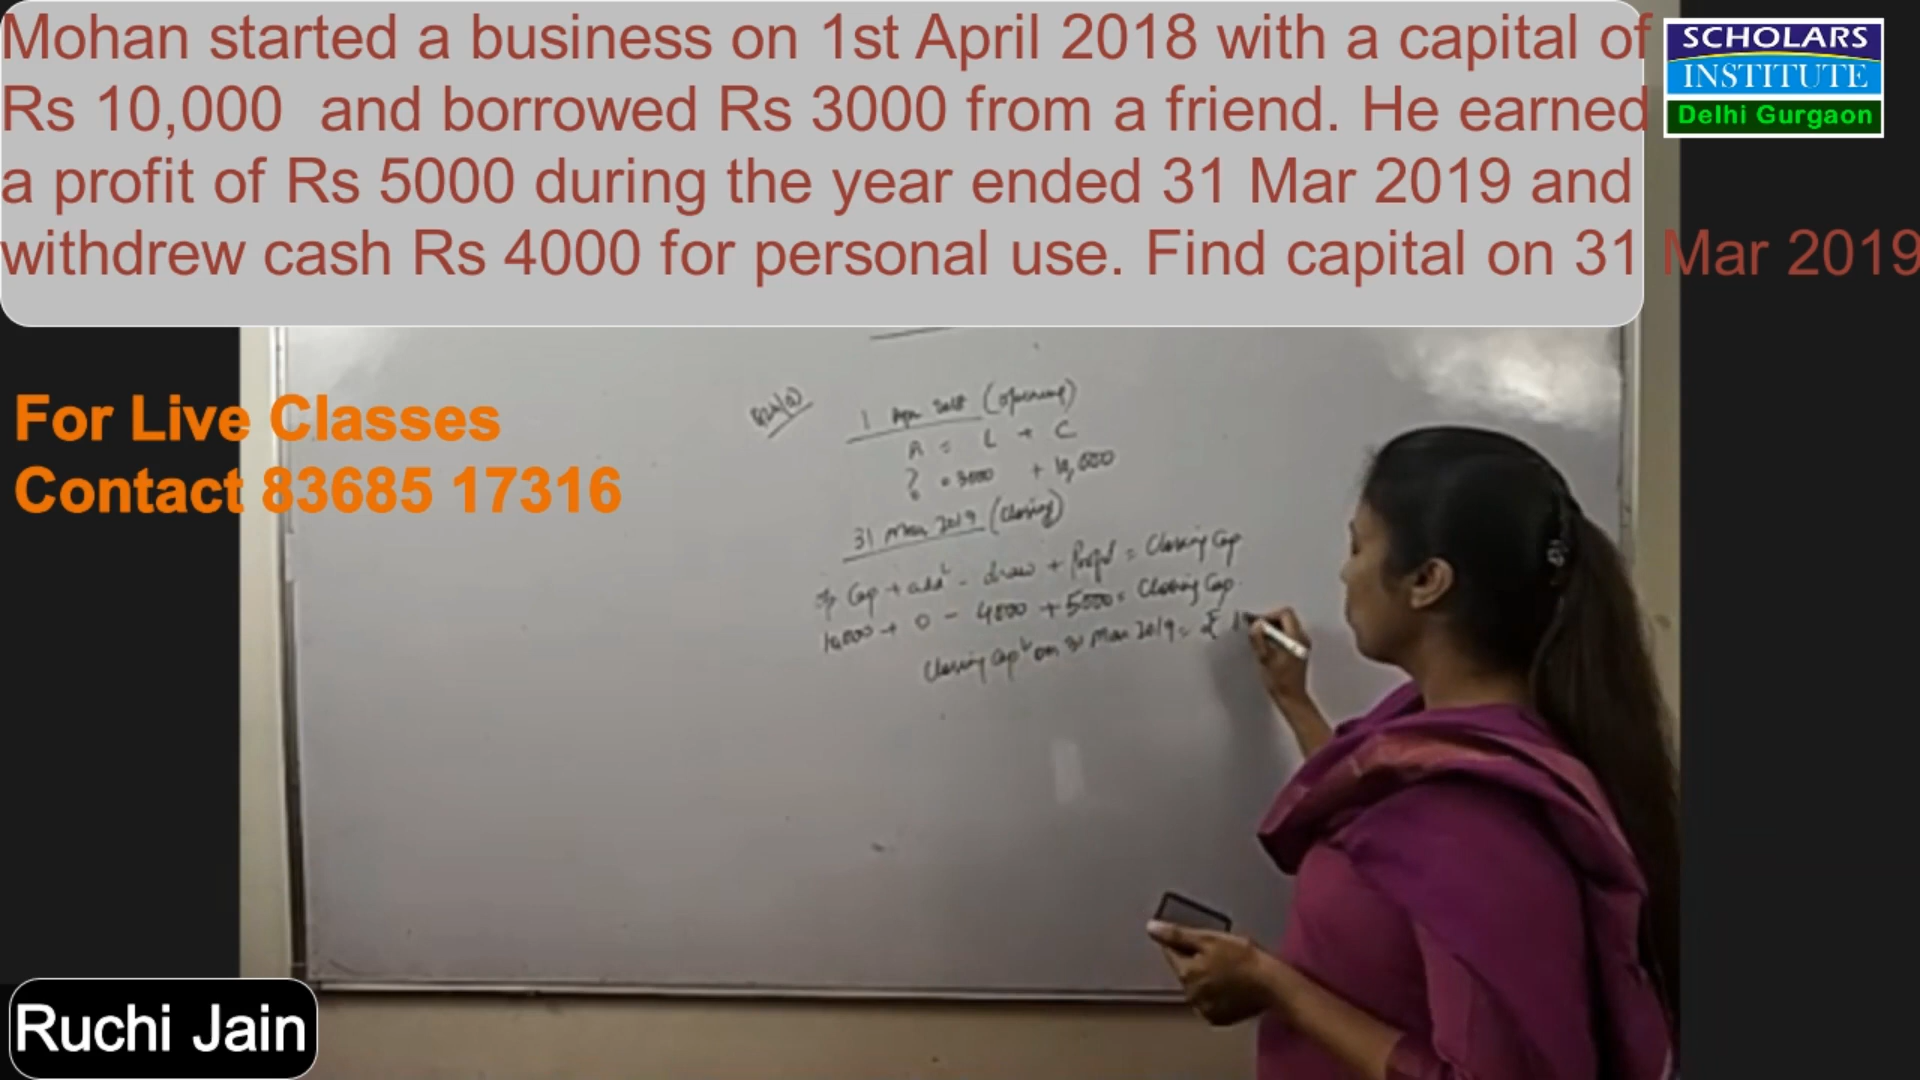 Mohan started a business on 1st April 2018 with a capital of
Rs 10,000 and borrowed Rs 3000 from a friend. He earned
a profit of Rs 5000 during the year ended 31 Mar 2019 and
withdrew cash Rs 4000 for personal use. Find capital on 31 Mar 2019
SCHOLARS
INSTITUTE
Delhi Gurgaon
For Live Classes
Contact 83685 17316
1 Apr 2018 (opening)
A = L + C
? = 3000 + 10,000
31 Mar 2019 (Closing)
op Cap + add - draw + Profit = Closing Cap
10,000 + 0 - 4000 + 5000 = Closing Cap.
Closing Cap on 31 Mar 2019 = ₹ 1
Ruchi Jain